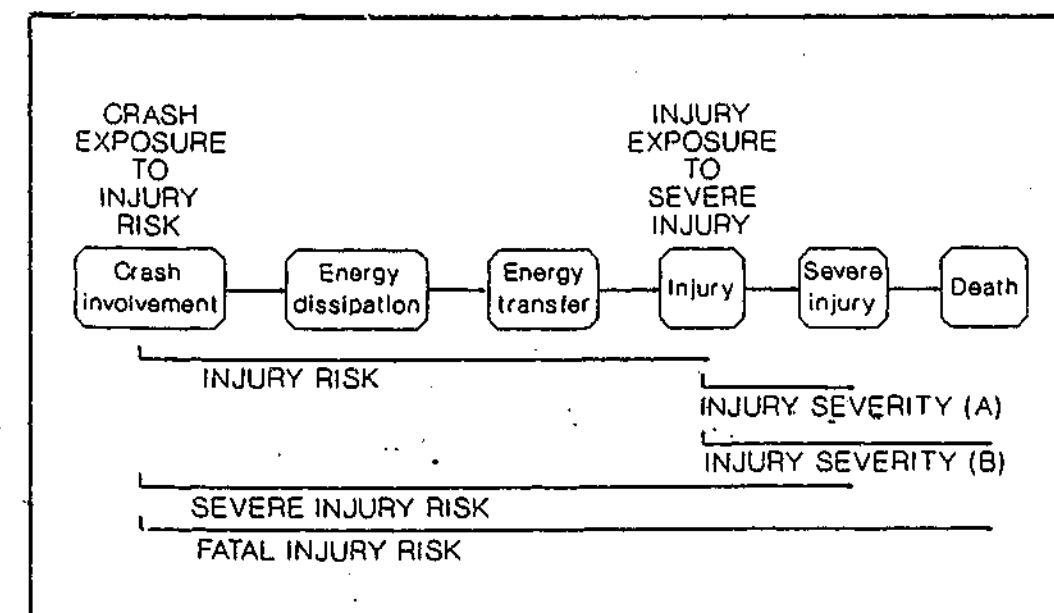 CRASH
EXPOSURE
TO
INJURY
RISK
INJURY
EXPOSURE
TO
SEVERE
INJURY
Crash
involvement
Energy
dissipation
Energy
transfer
Injury
Severe
injury
Death
INJURY RISK
INJURY SEVERITY (A)
INJURY SEVERITY (B)
SEVERE INJURY RISK
FATAL INJURY RISK